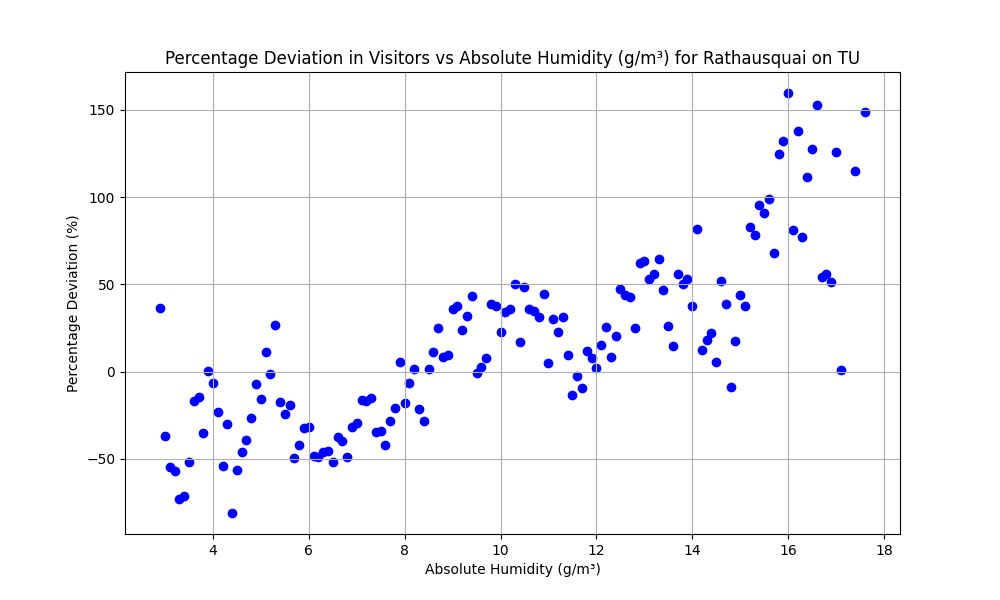 Percentage Deviation in Visitors vs Absolute Humidity (g/m³) for Rathausquai on TU
150
100
50
0
−50
Percentage Deviation (%)
4 6 8 10 12 14 16 18
Absolute Humidity (g/m³)